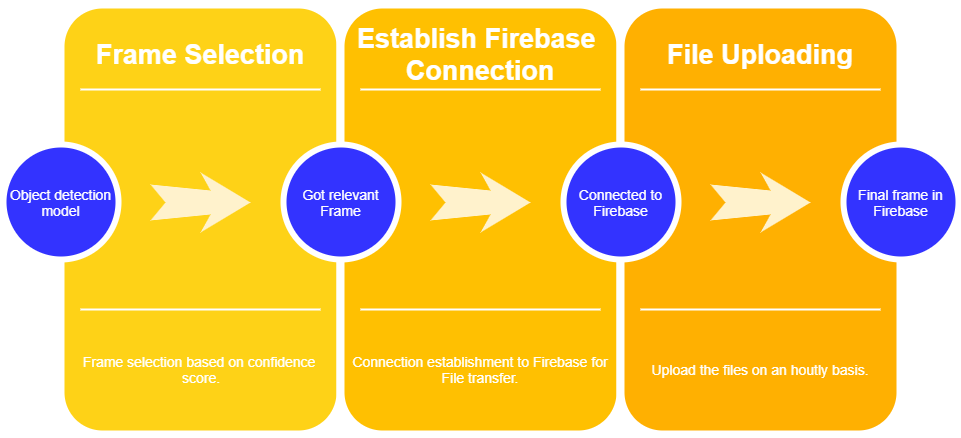 Frame Selection
Establish Firebase
Connection
File Uploading
Object detection
model
Got relevant
Frame
Connected to
Firebase
Final frame in
Firebase
Frame selection based on confidence
score.
Connection establishment to Firebase for
File transfer.
Upload the files on an houtly basis.